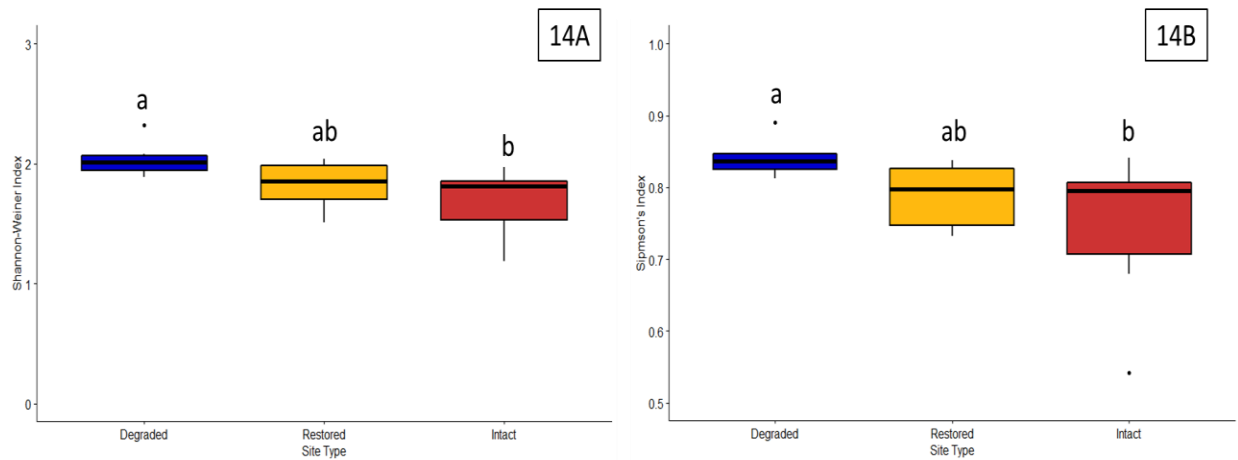 14A
3
2
1
0
Shannon-Weiner Index
a
ab
b
Degraded
Restored
Intact
Site Type
14B
1.0
0.9
0.8
0.7
0.6
0.5
Sipmson's Index
a
ab
b
Degraded
Restored
Intact
Site Type